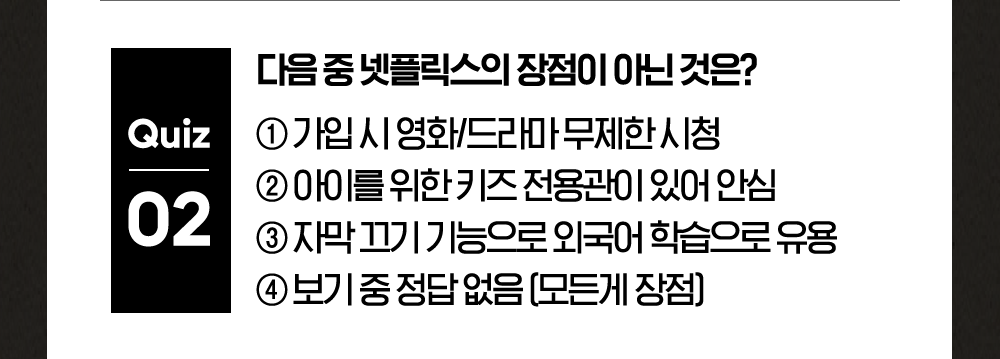 Quiz
02
다음 중 넷플릭스의 장점이 아닌 것은?
① 가입 시 영화/드라마 무제한 시청
② 아이를 위한 키즈 전용관이 있어 안심
③ 자막 끄기 기능으로 외국어 학습으로 유용
④ 보기 중 정답 없음 (모든게 장점)